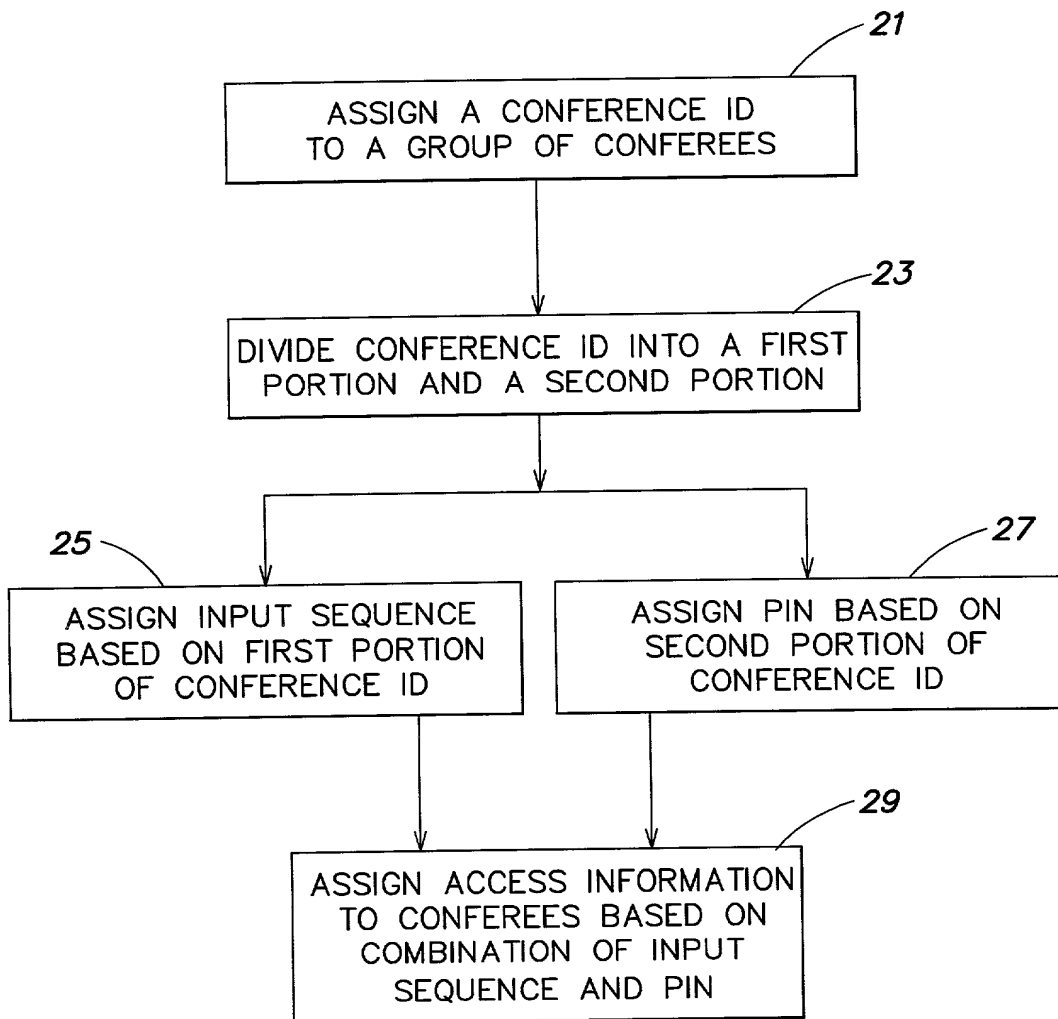 21
ASSIGN A CONFERENCE ID
TO A GROUP OF CONFEREES
23
DIVIDE CONFERENCE ID INTO A FIRST
PORTION AND A SECOND PORTION
25
ASSIGN INPUT SEQUENCE
BASED ON FIRST PORTION
OF CONFERENCE ID
27
ASSIGN PIN BASED ON
SECOND PORTION OF
CONFERENCE ID
29
ASSIGN ACCESS INFORMATION
TO CONFEREES BASED ON
COMBINATION OF INPUT
SEQUENCE AND PIN